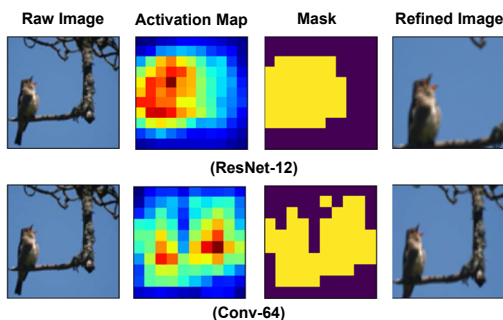 Raw Image Activation Map Mask Refined Image
(ResNet-12)
(Conv-64)